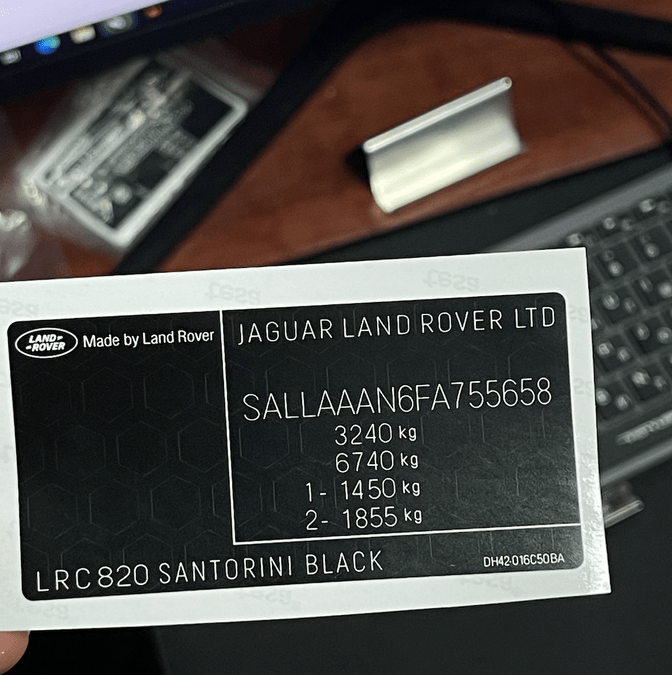 LAND ROVER
Made by Land Rover
JAGUAR LAND ROVER LTD
SALLAAAN6FA755658
3240 kg
6740 kg
1- 1450 kg
2- 1855 kg
LRC820 SANTORINI BLACK
DH42-016C50BA